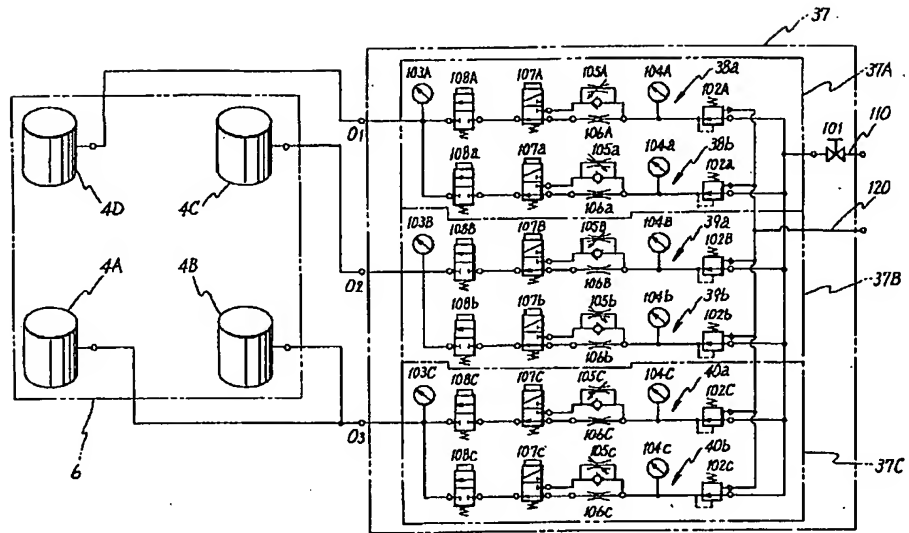 37
103A 108A 107A 105A 104A 38a 102A 37A
110
101
O1
106A
108a 107a 105a 104a 38b 102a
120
4D 4C
106a
103B 108B 107B 105B 104B 39a 102B
O2
106B
37B
4A 4B
108b 107b 105b 104b 39b 102b
106b
103C 108C 107C 105C 104C 40a 102C
O3
106C
6
108c 107c 105c 104c 40b 102c
37C
106c